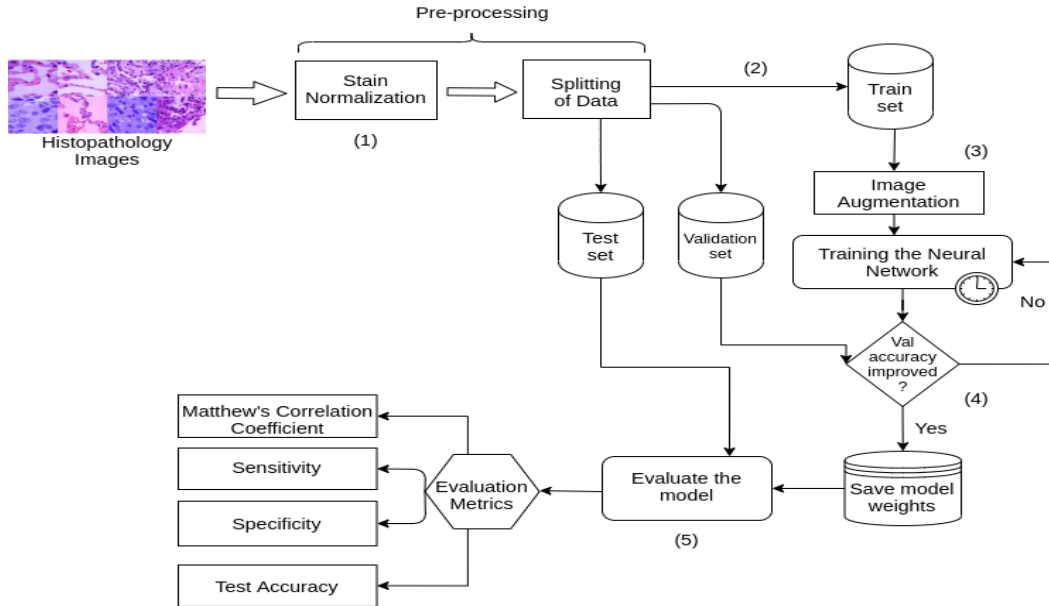 Pre-processing
Histopathology
Images
Stain
Normalization
(1)
Splitting
of Data
(2)
Train
set
(3)
Image
Augmentation
Test
set
Validation
set
Training the Neural
Network
No
Val
accuracy
improved
?
(4)
Yes
Save model
weights
Evaluate the
model
(5)
Evaluation
Metrics
Matthew's Correlation
Coefficient
Sensitivity
Specificity
Test Accuracy